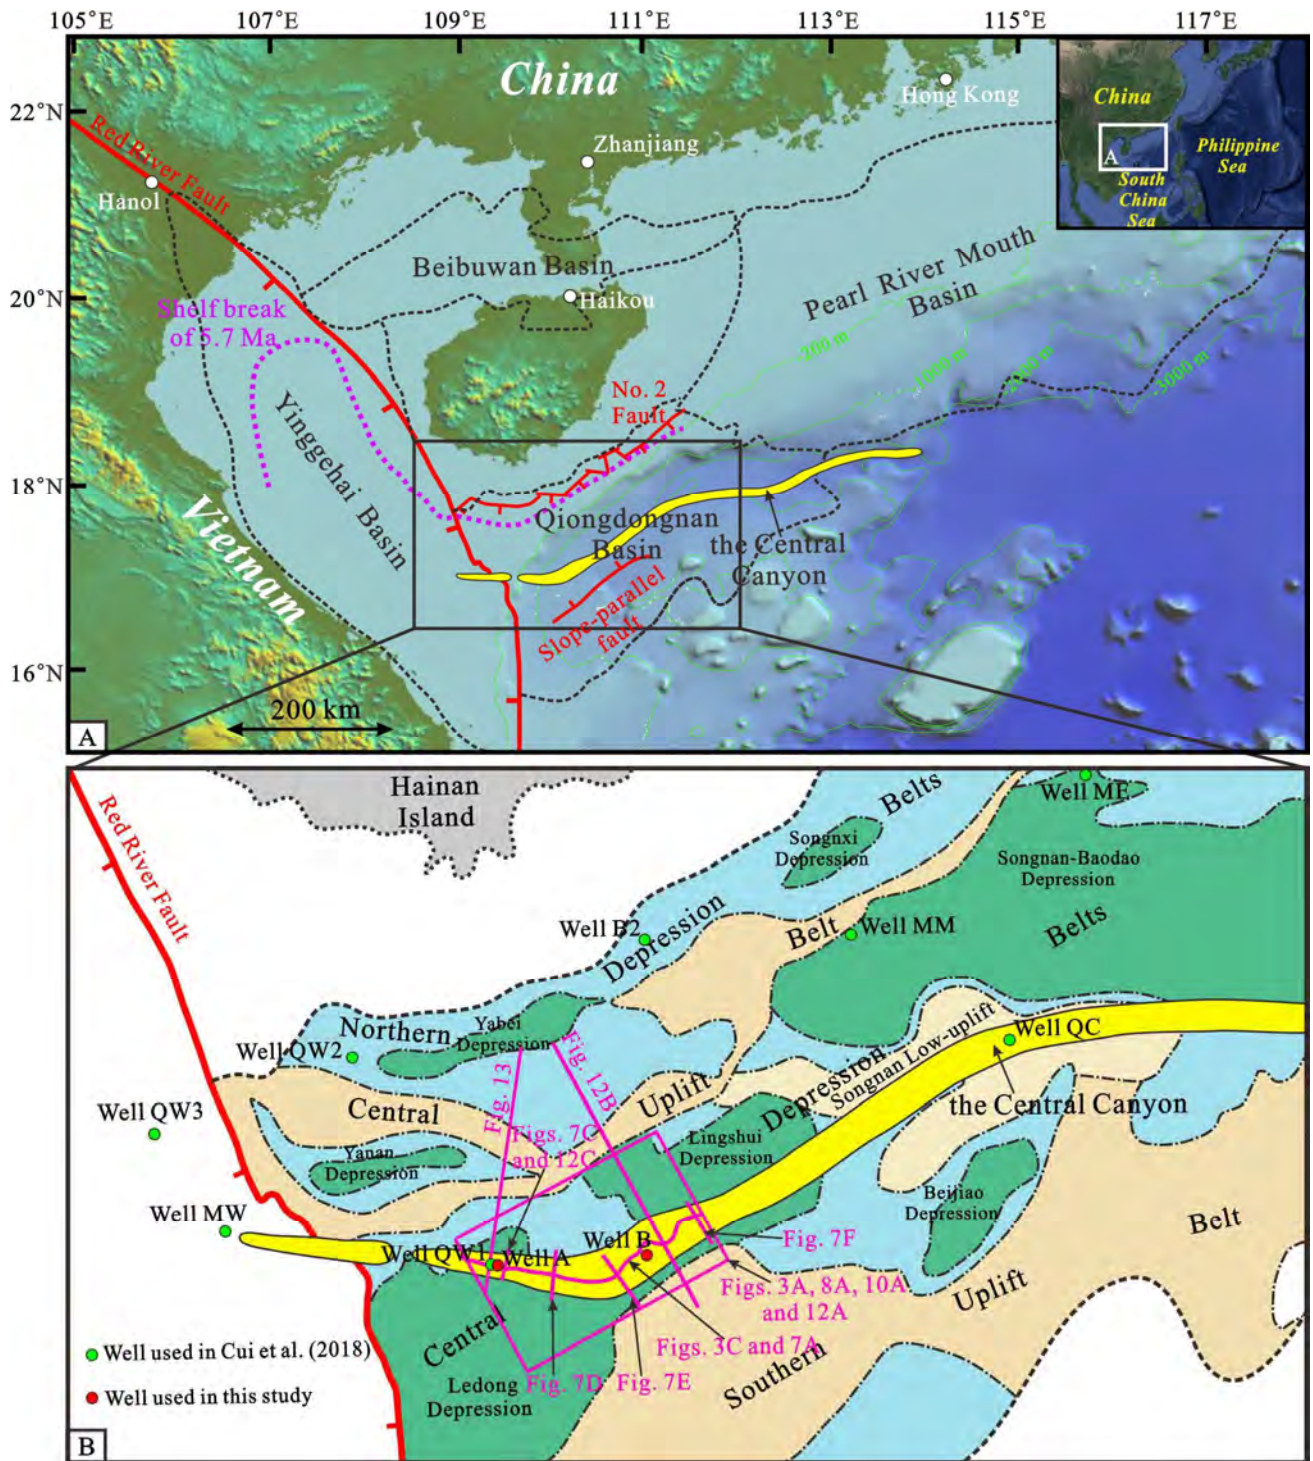 105°E
107°E
109°E
111°E
113°E
115°E
117°E
22°N
20°N
18°N
16°N
China
Hong Kong
Zhanjiang
Red River Fault
Hanol
Beibuwan Basin
Haikou
Pearl River Mouth
Basin
Shelf break
of 5.7 Ma
200 m
1000 m
2000 m
3000 m
No. 2
Fault
Yinggehai Basin
Vietnam
Qiongdongnan
Basin
the Central
Canyon
Slope-parallel
fault
200 km
A
China
A
Philippine
Sea
South
China
Sea
Hainan
Island
Red River Fault
Belts
Well ME
Songnxi
Depression
Songnan-Baodao
Depression
Belts
Well B2
Depression
Belt
Well MM
Northern
Yabei
Depression
Well QW2
Fig. 13
Fig. 12B
Well QC
Depression
Songnan Low-uplift
Uplift
the Central Canyon
Central
Figs. 7C
and 12C
Lingshui
Depression
Well QW3
Yanan
Depression
Beijiao
Depression
Well MW
Well QW1
Well A
Well B
Fig. 7F
Belt
Figs. 3A, 8A, 10A
and 12A
Uplift
Central
Figs. 3C and 7A
Fig. 7D
Fig. 7E
Southern
Ledong
Depression
Well used in Cui et al. (2018)
Well used in this study
B